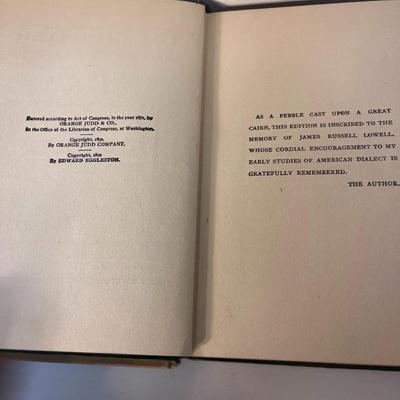 Entered according to Act of Congress, in the year 1871, by
ORANGE JUDD & CO.,
In the Office of the Librarian of Congress, at Washington.
Copyright,
By ORANGE JUDD COMPANY.
Copyright,
By EDWARD EGGLESTON.
AS A PEBBLE CAST UPON A GREAT
CAIRN, THIS EDITION IS INSCRIBED TO THE
MEMORY OF JAMES RUSSELL LOWELL,
WHOSE CORDIAL ENCOURAGEMENT TO MY
EARLY STUDIES OF AMERICAN DIALECT IS
GRATEFULLY REMEMBERED.
THE AUTHOR.